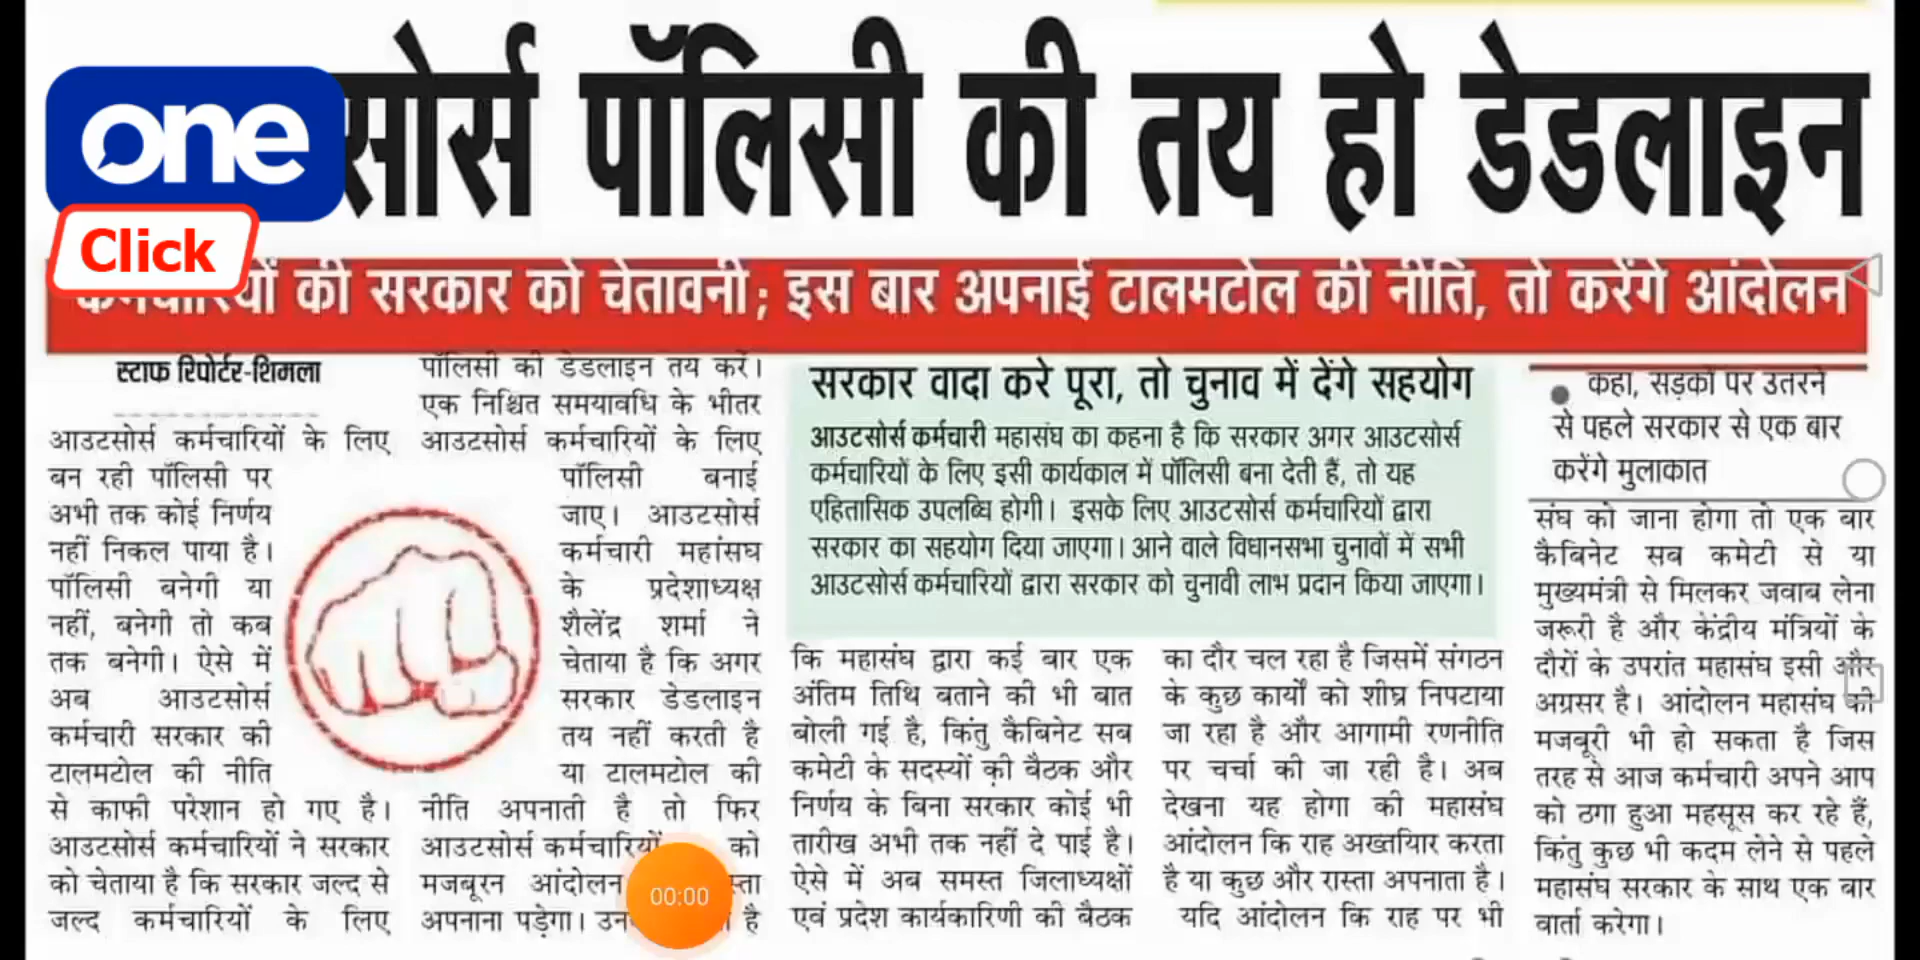 one
Click
सोर्स पॉलिसी की तय हो डेडलाइन
कर्मचारियों की सरकार को चेतावनी; इस बार अपनाई टालमटोल की नीति, तो करेंगे आंदोलन
स्टाफ रिपोर्टर-शिमला
आउटसोर्स कर्मचारियों के लिए
बन रही पॉलिसी पर
अभी तक कोई निर्णय
नहीं निकल पाया है।
पॉलिसी बनेगी या
नहीं, बनेगी तो कब
तक बनेगी। ऐसे में
अब आउटसोर्स
कर्मचारी सरकार की
टालमटोल की नीति
से काफी परेशान हो गए है।
आउटसोर्स कर्मचारियों ने सरकार
को चेताया है कि सरकार जल्द से
जल्द कर्मचारियों के लिए
पॉलिसी की डेडलाइन तय करें।
एक निश्चित समयावधि के भीतर
आउटसोर्स कर्मचारियों के लिए
पॉलिसी बनाई
जाए। आउटसोर्स
कर्मचारी महांसघ
के प्रदेशाध्यक्ष
शैलेंद्र शर्मा ने
चेताया है कि अगर
सरकार डेडलाइन
तय नहीं करती है
या टालमटोल की
नीति अपनाती है तो फिर
आउटसोर्स कर्मचारियों को
मजबूरन आंदोलन स्ता
अपनाना पड़ेगा। उन है
00:00
सरकार वादा करे पूरा, तो चुनाव में देंगे सहयोग
आउटसोर्स कर्मचारी महासंघ का कहना है कि सरकार अगर आउटसोर्स
कर्मचारियों के लिए इसी कार्यकाल में पॉलिसी बना देती हैं, तो यह
एहितासिक उपलब्धि होगी। इसके लिए आउटसोर्स कर्मचारियों द्वारा
सरकार का सहयोग दिया जाएगा। आने वाले विधानसभा चुनावों में सभी
आउटसोर्स कर्मचारियों द्वारा सरकार को चुनावी लाभ प्रदान किया जाएगा।
कि महासंघ द्वारा कई बार एक
अंतिम तिथि बताने की भी बात
बोली गई है, किंतु कैबिनेट सब
कमेटी के सदस्यों की बैठक और
निर्णय के बिना सरकार कोई भी
तारीख अभी तक नहीं दे पाई है।
ऐसे में अब समस्त जिलाध्यक्षों
एवं प्रदेश कार्यकारिणी की बैठक
का दौर चल रहा है जिसमें संगठन
के कुछ कार्यों को शीघ्र निपटाया
जा रहा है और आगामी रणनीति
पर चर्चा की जा रही है। अब
देखना यह होगा की महासंघ
आंदोलन कि राह अख्तियार करता
है या कुछ और रास्ता अपनाता है।
यदि आंदोलन कि राह पर भी
कहा, सड़कों पर उतरने
से पहले सरकार से एक बार
करेंगे मुलाकात
संघ को जाना होगा तो एक बार
कैबिनेट सब कमेटी से या
मुख्यमंत्री से मिलकर जवाब लेना
जरूरी है और केंद्रीय मंत्रियों के
दौरों के उपरांत महासंघ इसी और
अग्रसर है। आंदोलन महासंघ की
मजबूरी भी हो सकता है जिस
तरह से आज कर्मचारी अपने आप
को ठगा हुआ महसूस कर रहे हैं,
किंतु कुछ भी कदम लेने से पहले
महासंघ सरकार के साथ एक बार
वार्ता करेगा।